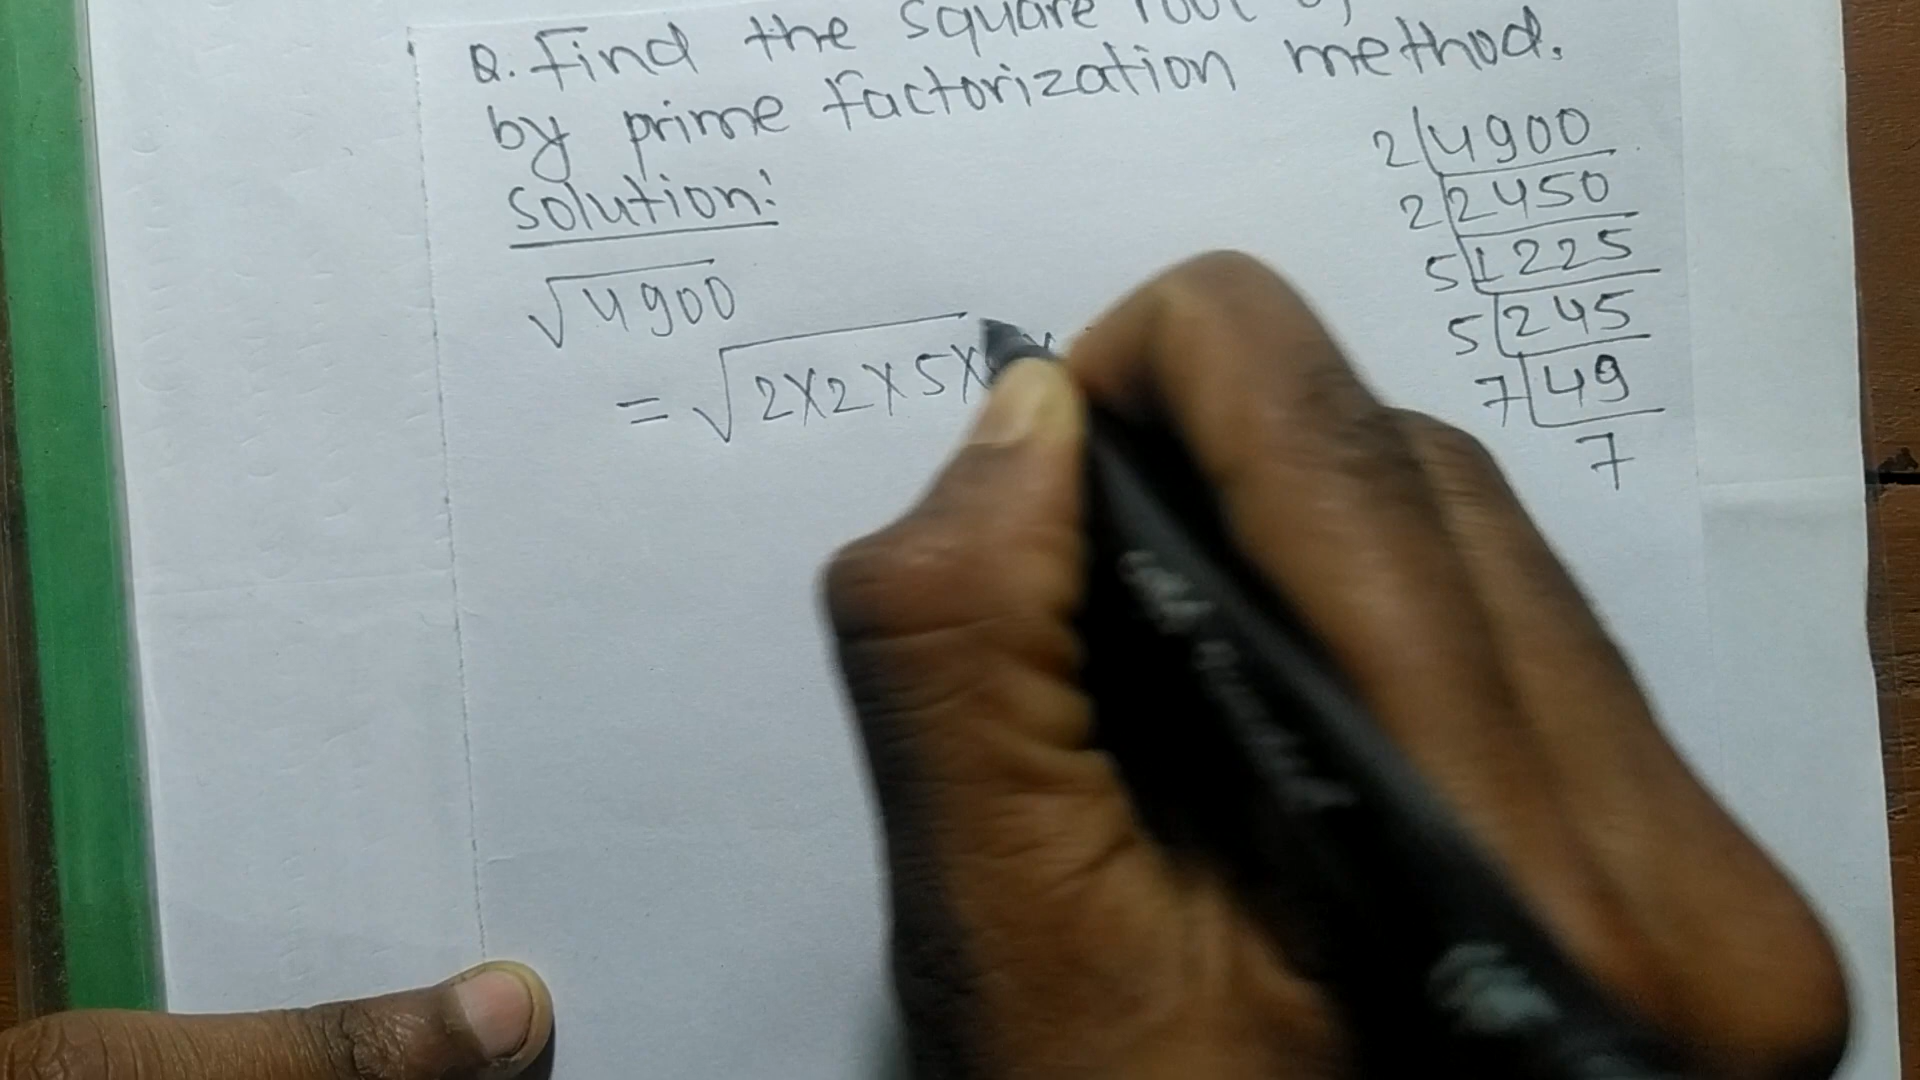 Q. Find the square root
by prime factorization method.
solution:
√4900
= √2×2×5×
2 4900
2 2450
5 1225
5 245
7 49
7